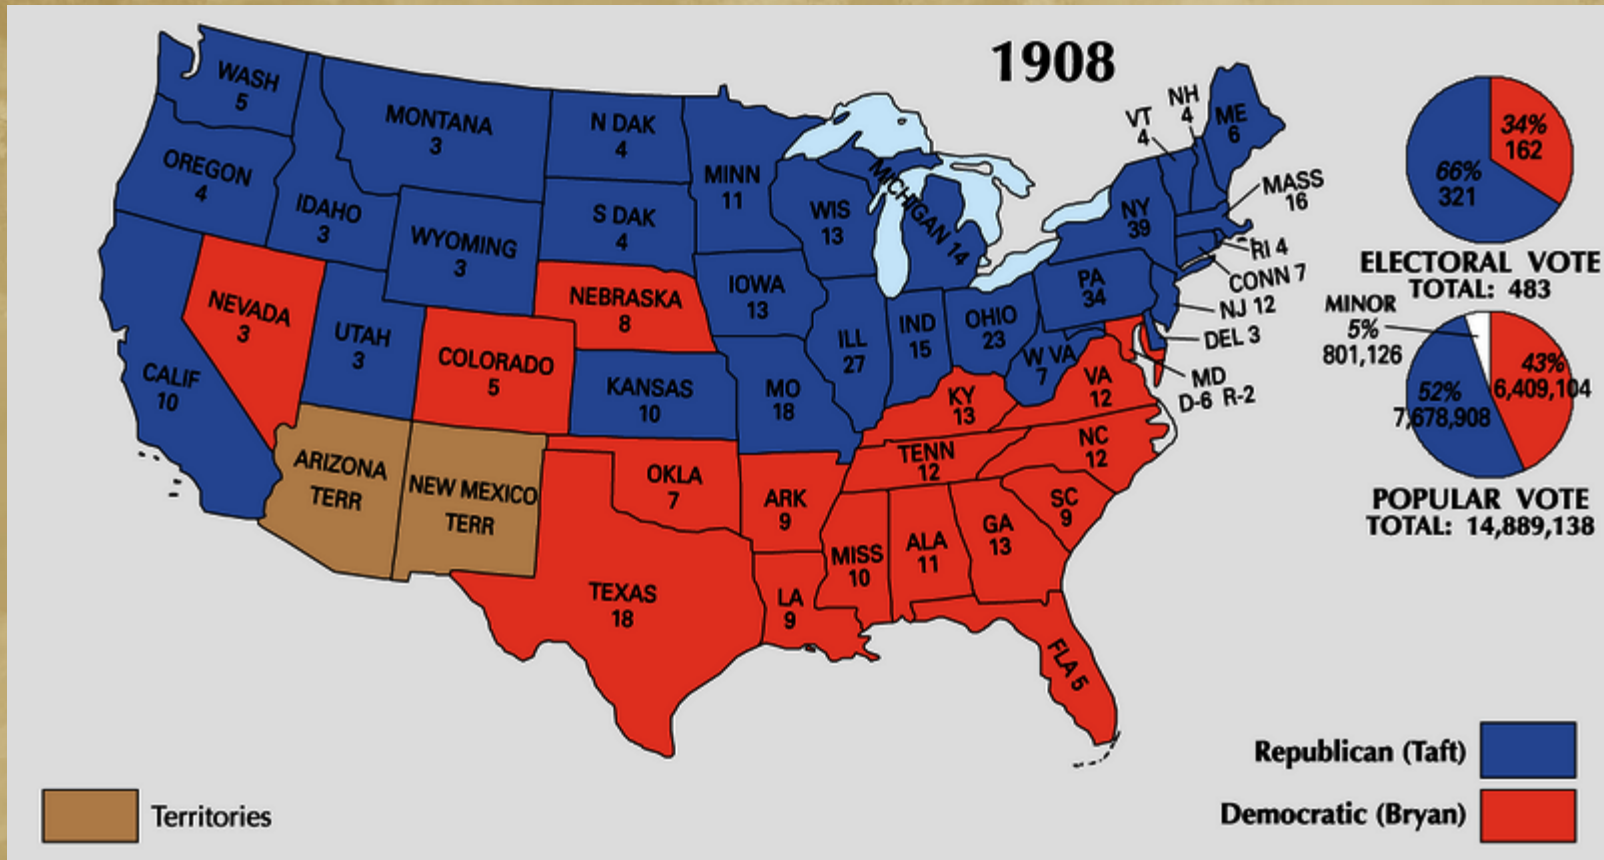 1908
WASH
5
MONTANA
3
N DAK
4
MINN
11
OREGON
4
IDAHO
3
WYOMING
3
S DAK
4
WIS
13
MICHIGAN 14
VT
4
NH
4
ME
6
NY
39
MASS
16
RI 4
CONN 7
NJ 12
DEL 3
MD
D-6 R-2
PA
34
NEVADA
3
UTAH
3
COLORADO
5
NEBRASKA
8
IOWA
13
ILL
27
IND
15
OHIO
23
W VA
7
VA
12
CALIF
10
KANSAS
10
MO
18
KY
13
TENN
12
NC
12
ARIZONA
TERR
NEW MEXICO
TERR
OKLA
7
ARK
9
SC
9
MISS
10
ALA
11
GA
13
TEXAS
18
LA
9
FLA 5
34%
162
66%
321
ELECTORAL VOTE
TOTAL: 483
MINOR
5%
801,126
43%
6,409,104
52%
7,678,908
POPULAR VOTE
TOTAL: 14,889,138
Republican (Taft)
Democratic (Bryan)
Territories